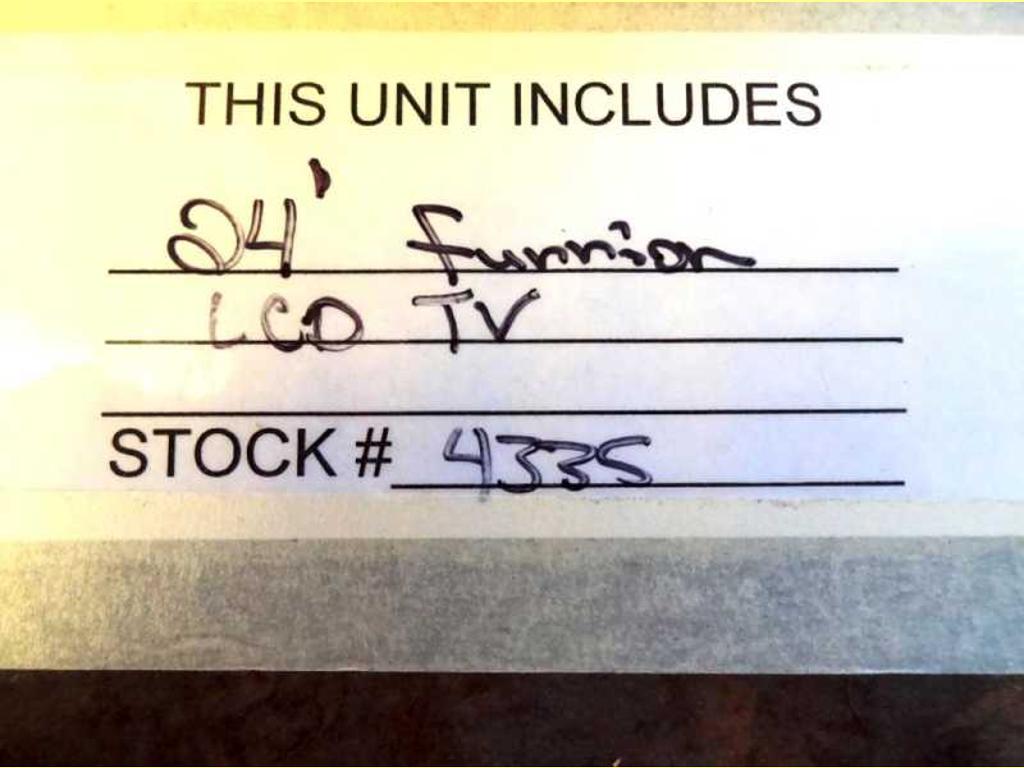 THIS UNIT INCLUDES
24' Furrion
LCD TV
STOCK # 4335